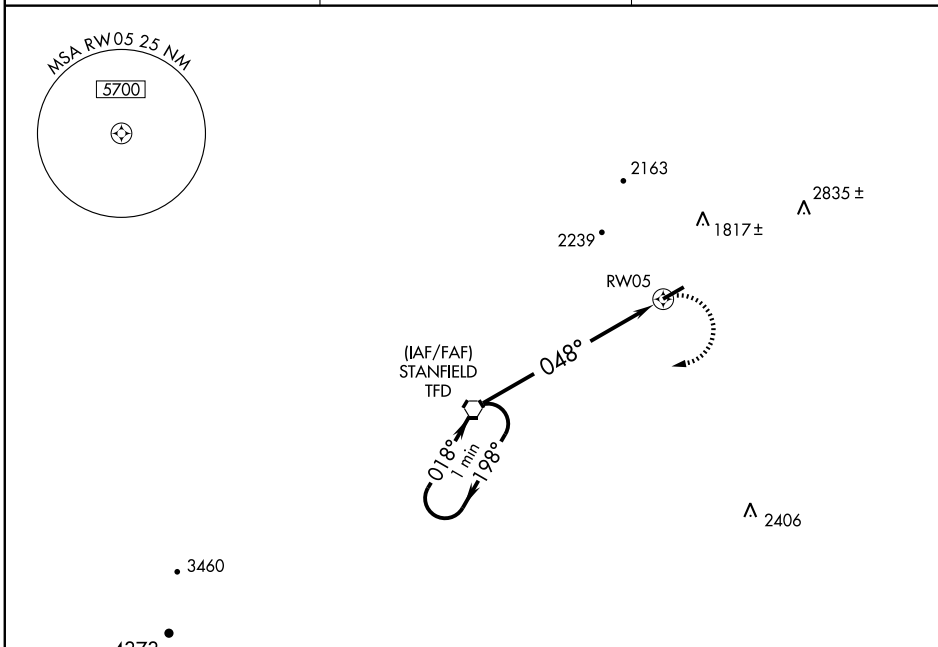 MSA RW05 25 NM
5700
2163
2835 ±
1817 ±
2239
RW05
(IAF/FAF)
STANFIELD
TFD
048°
018°
1 min
198°
2406
3460